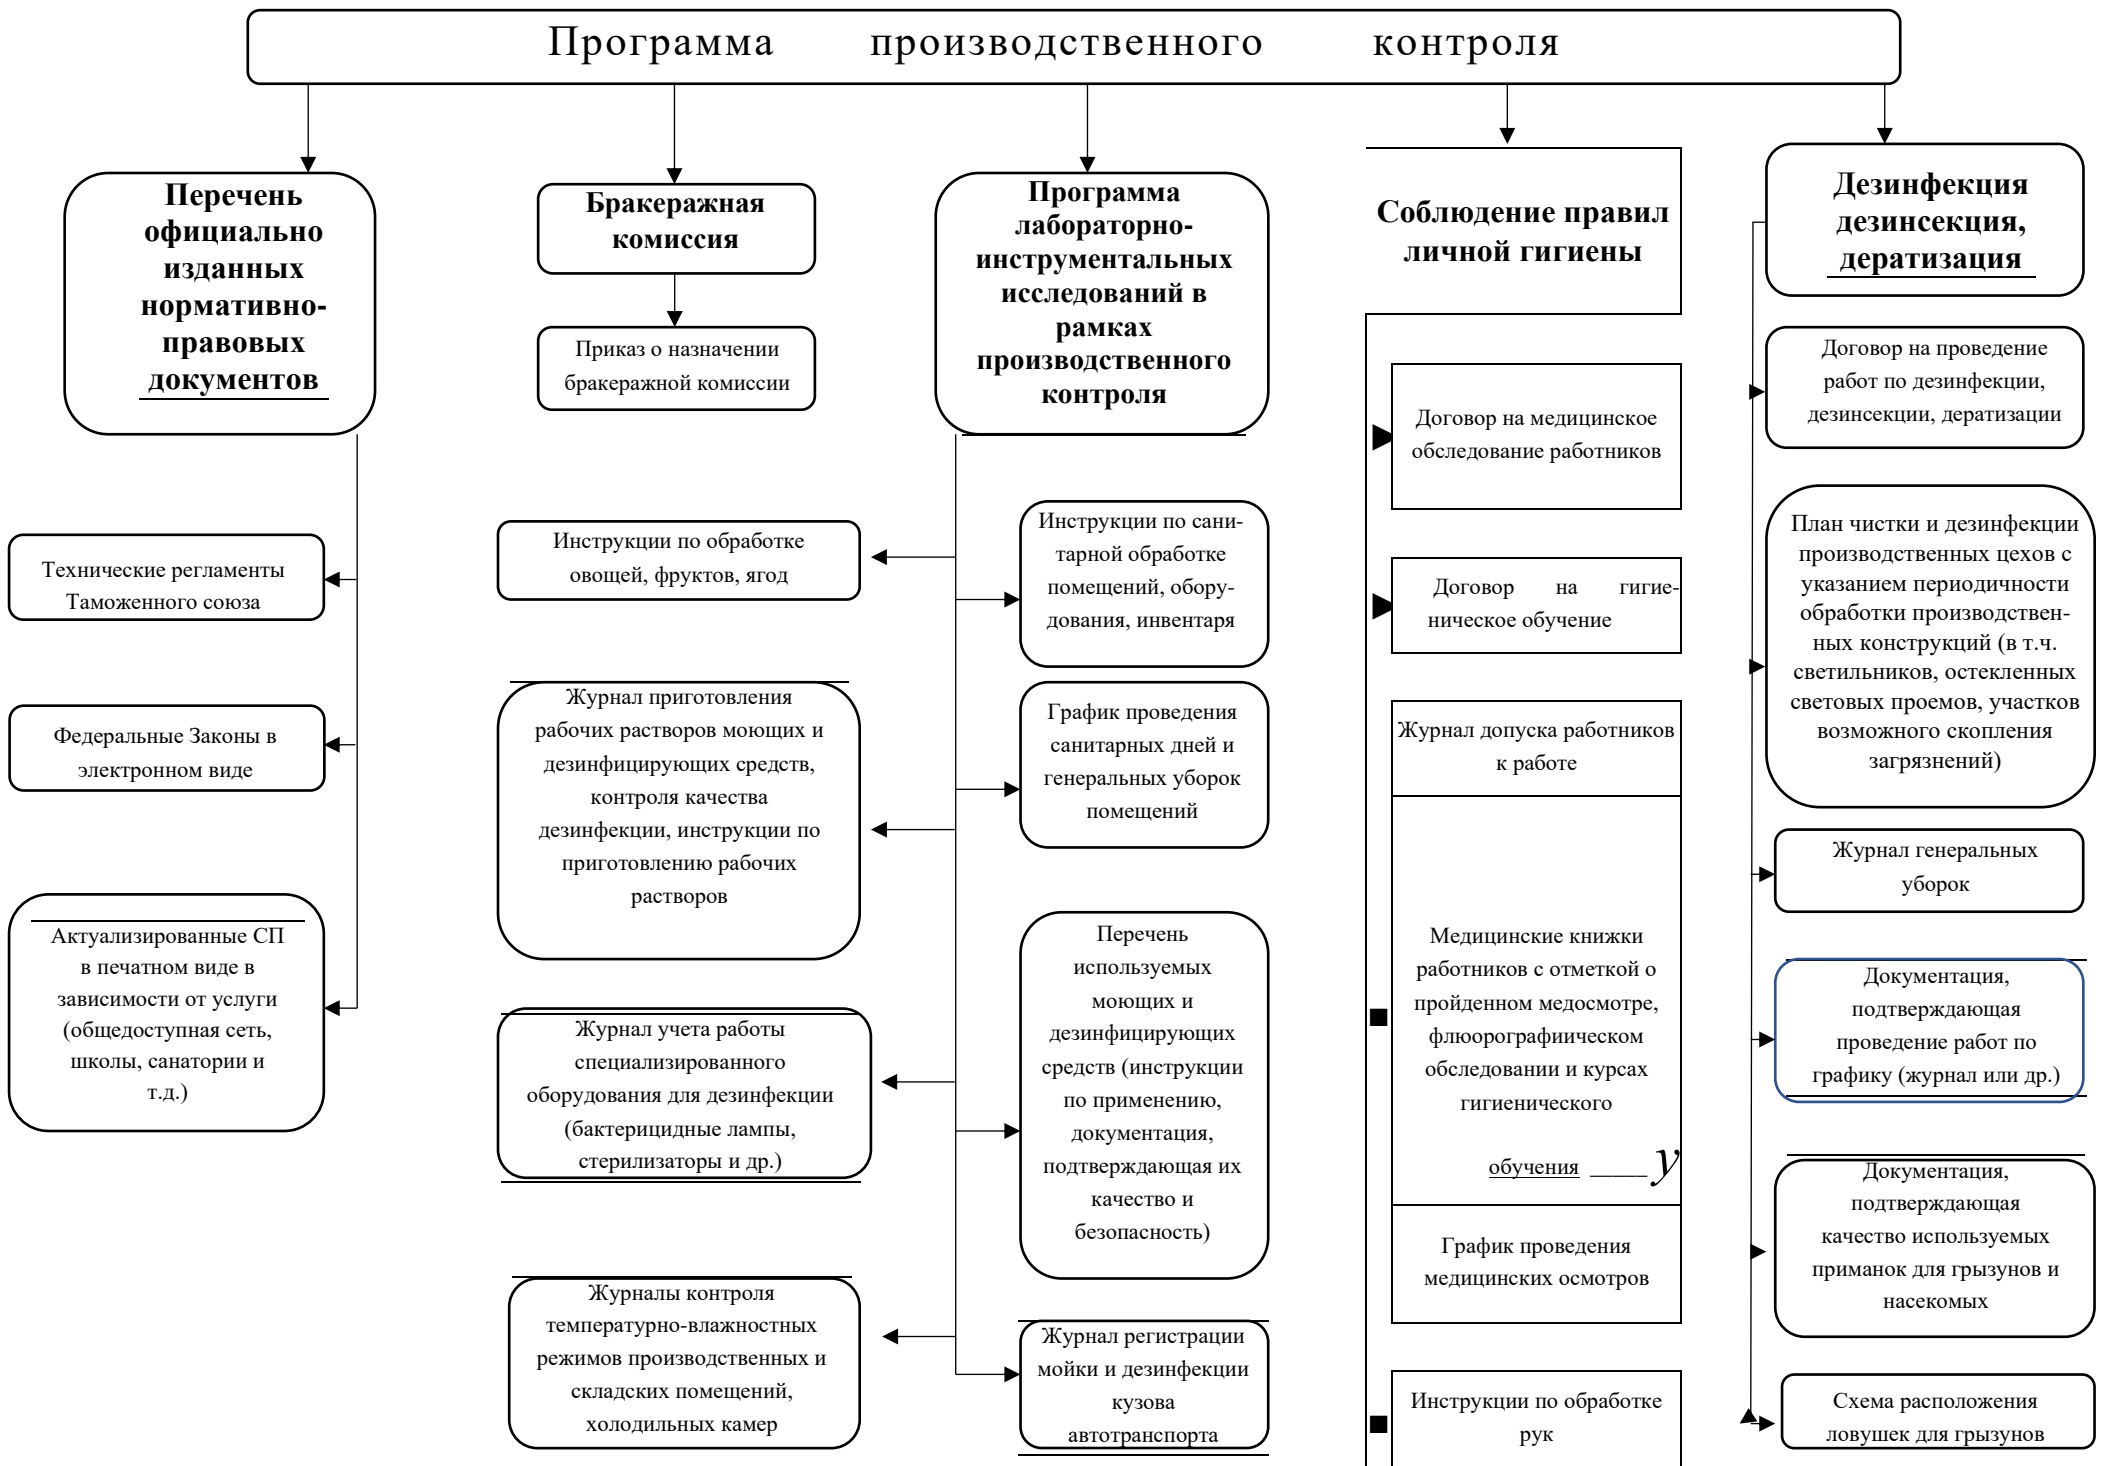 Программа производственного контроля
Перечень
официально
изданных
нормативно-
правовых
документов
Технические регламенты
Таможенного союза
Федеральные Законы в
электронном виде
Актуализированные СП
в печатном виде в
зависимости от услуги
(общедоступная сеть,
школы, санатории и
т.д.)
Бракеражная
комиссия
Приказ о назначении
бракеражной комиссии
Программа
лабораторно-
инструментальных
исследований в
рамках
производственного
контроля
Инструкции по обработке
овощей, фруктов, ягод
Журнал приготовления
рабочих растворов моющих и
дезинфицирующих средств,
контроля качества
дезинфекции, инструкции по
приготовлению рабочих
растворов
Журнал учета работы
специализированного
оборудования для дезинфекции
(бактерицидные лампы,
стерилизаторы и др.)
Журналы контроля
температурно-влажностных
режимов производственных и
складских помещений,
холодильных камер
Инструкции по сани-
тарной обработке
помещений, обору-
дования, инвентаря
График проведения
санитарных дней и
генеральных уборок
помещений
Перечень
используемых
моющих и
дезинфицирующих
средств (инструкции
по применению,
документация,
подтверждающая их
качество и
безопасность)
Журнал регистрации
мойки и дезинфекции
кузова
автотранспорта
Соблюдение правил
личной гигиены
Договор на медицинское
обследование работников
Договор на гигие-
ническое обучение
Журнал допуска работников
к работе
Медицинские книжки
работников с отметкой о
пройденном медосмотре,
флюорографиическом
обследовании и курсах
гигиенического
обучения _____ у
График проведения
медицинских осмотров
Инструкции по обработке
рук
Дезинфекция
дезинсекция,
дератизация
Договор на проведение
работ по дезинфекции,
дезинсекции, дератизации
План чистки и дезинфекции
производственных цехов с
указанием периодичности
обработки производствен-
ных конструкций (в т.ч.
светильников, остекленных
световых проемов, участков
возможного скопления
загрязнений)
Журнал генеральных
уборок
Документация,
подтверждающая
проведение работ по
графику (журнал или др.)
Документация,
подтверждающая
качество используемых
приманок для грызунов и
насекомых
Схема расположения
ловушек для грызунов